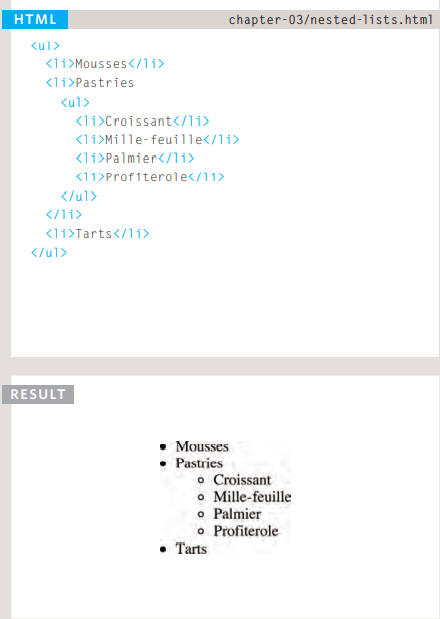 HTML
chapter-03/nested-lists.html
<ul>
<li>Mousses</li>
<li>Pastries
<ul>
<li>Croissant</li>
<li>Mille-feuille</li>
<li>Palmier</li>
<li>Profiterole</li>
</ul>
</li>
<li>Tarts</li>
</ul>
RESULT
• Mousses
• Pastries
◦ Croissant
◦ Mille-feuille
◦ Palmier
◦ Profiterole
• Tarts